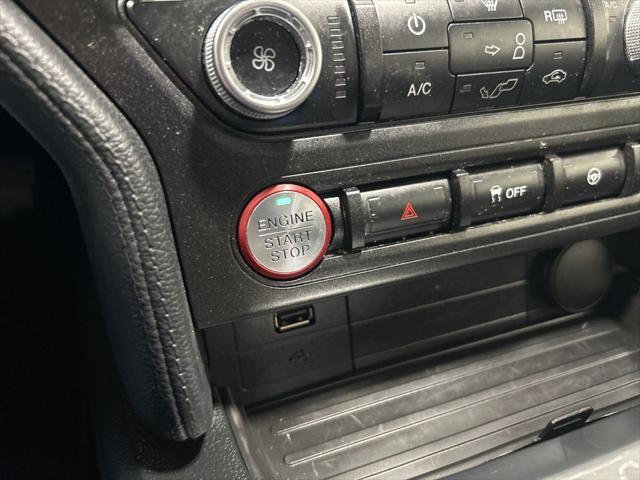 R
A/C
A/C
ENGINE
START
STOP
OFF